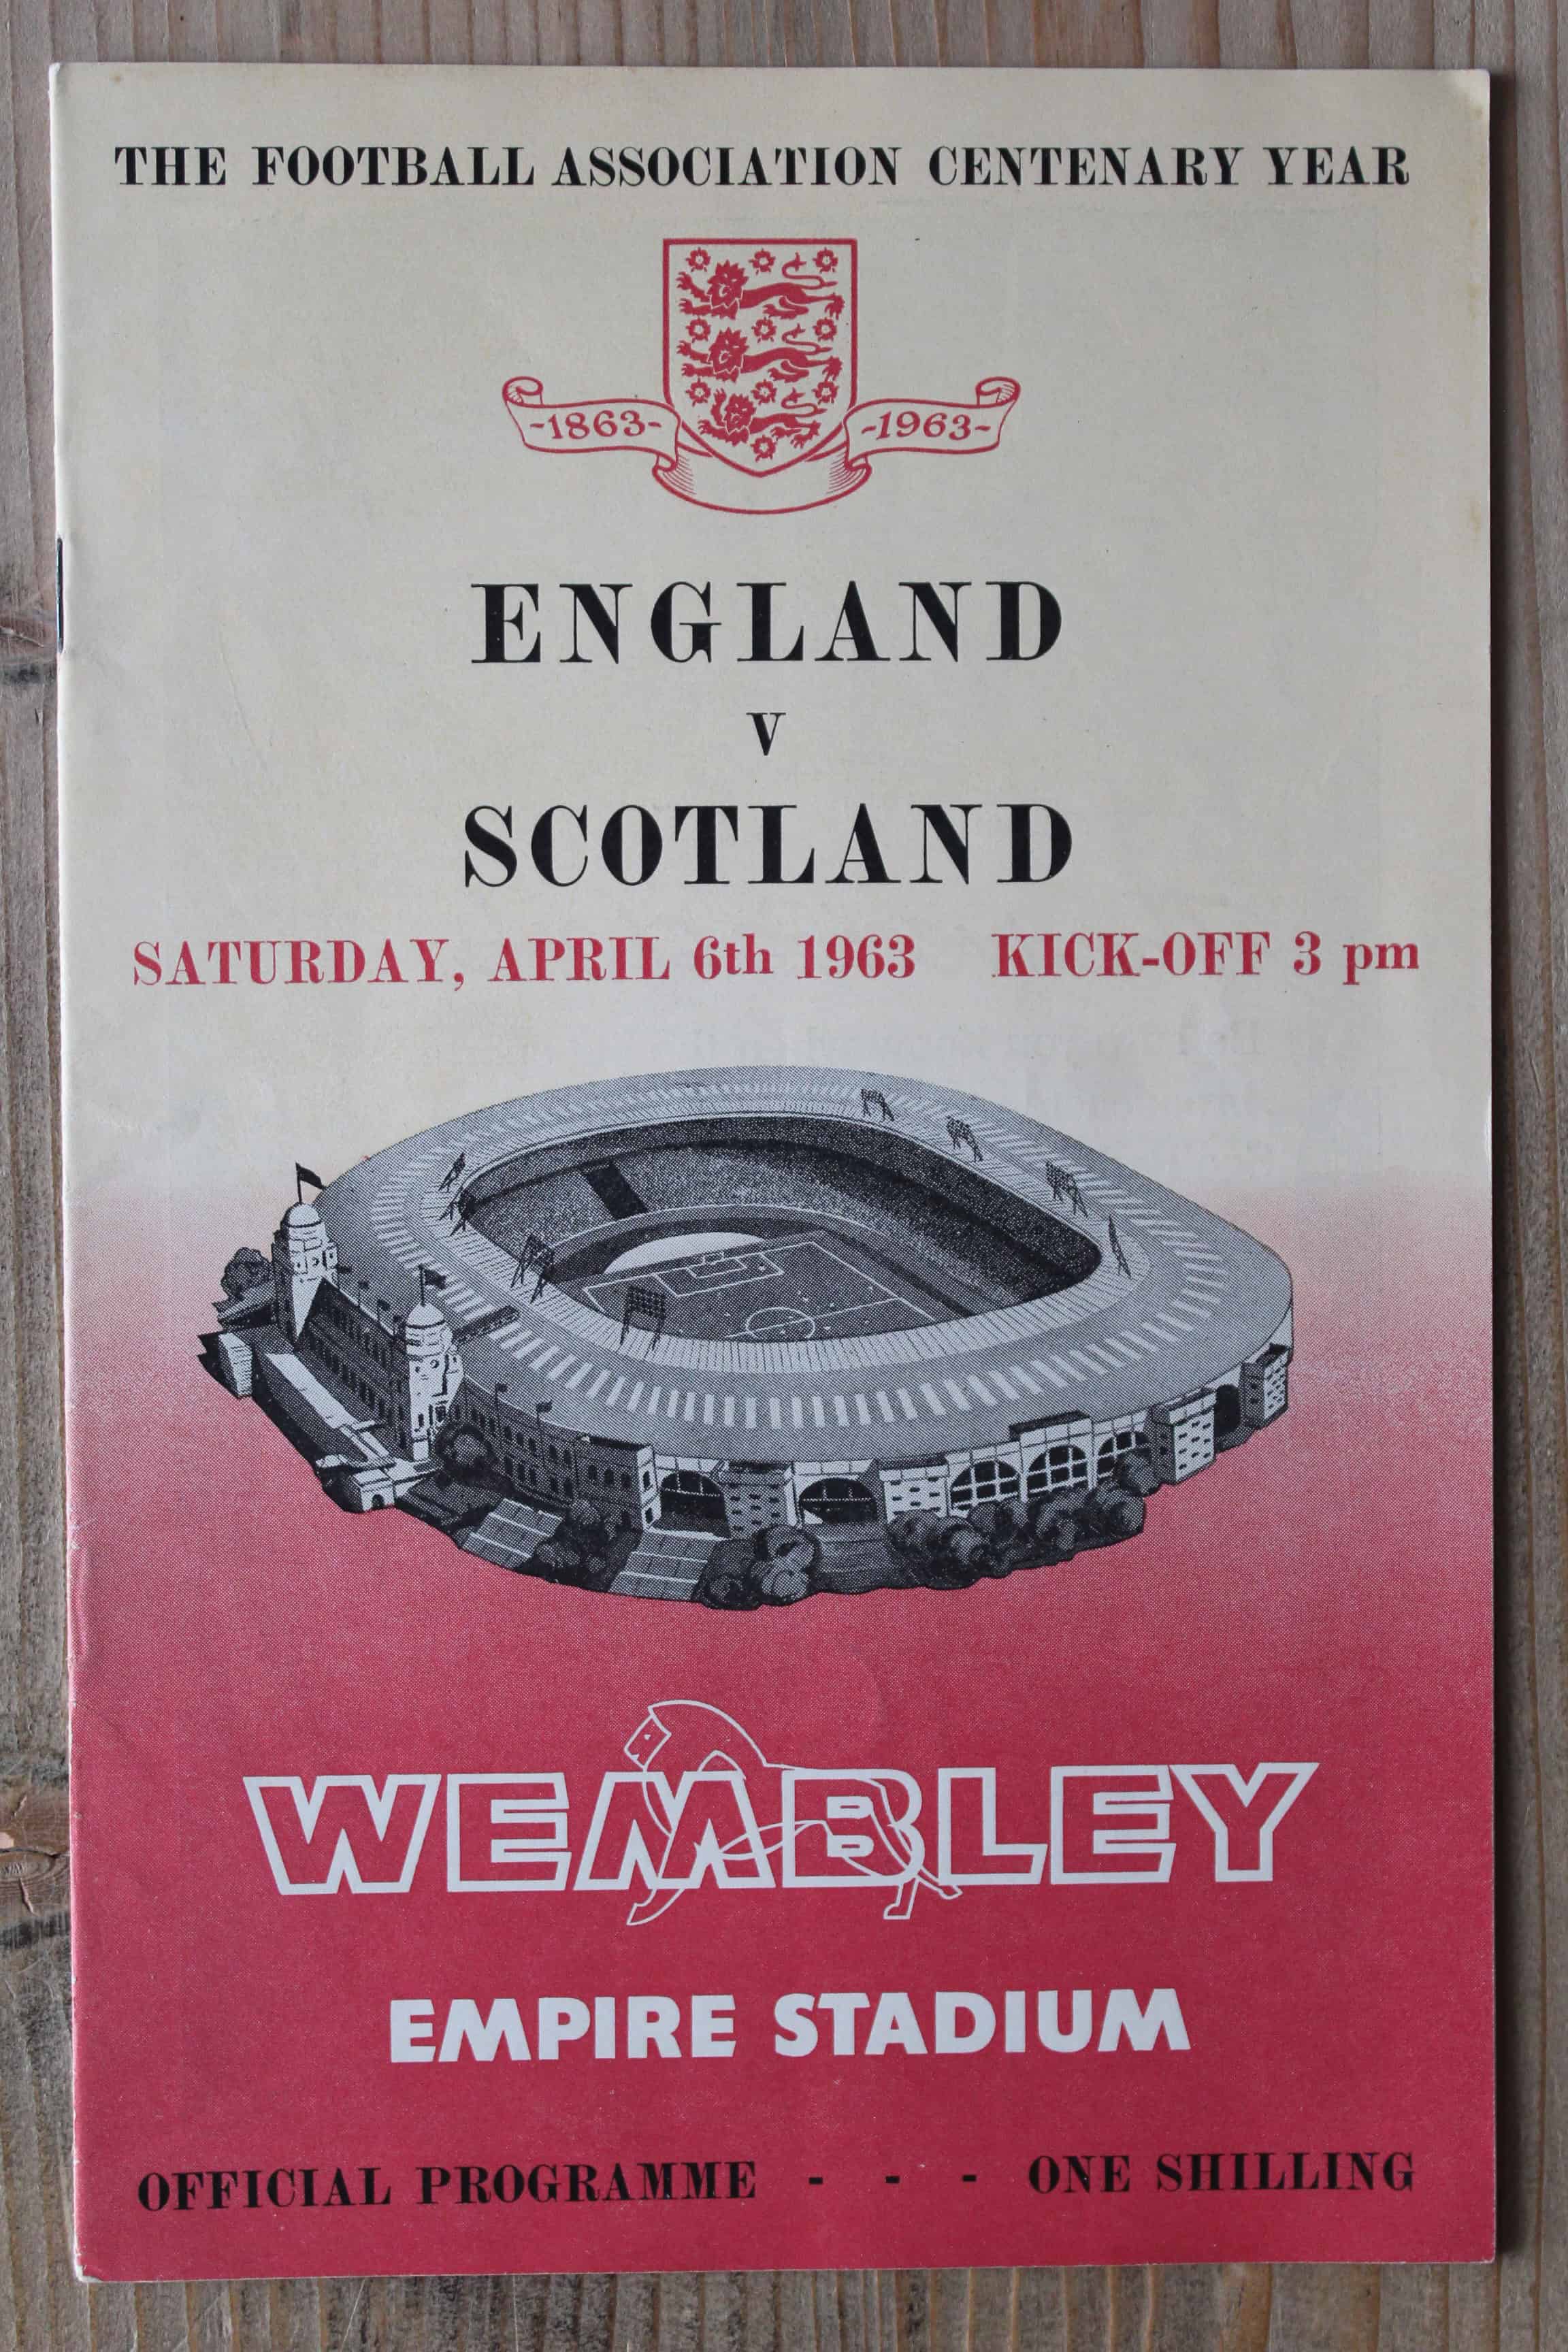 THE FOOTBALL ASSOCIATION CENTENARY YEAR
-1863- -1963-
ENGLAND
v
SCOTLAND
SATURDAY, APRIL 6th 1963 KICK-OFF 3 pm
WEMBLEY
EMPIRE STADIUM
OFFICIAL PROGRAMME - - - ONE SHILLING